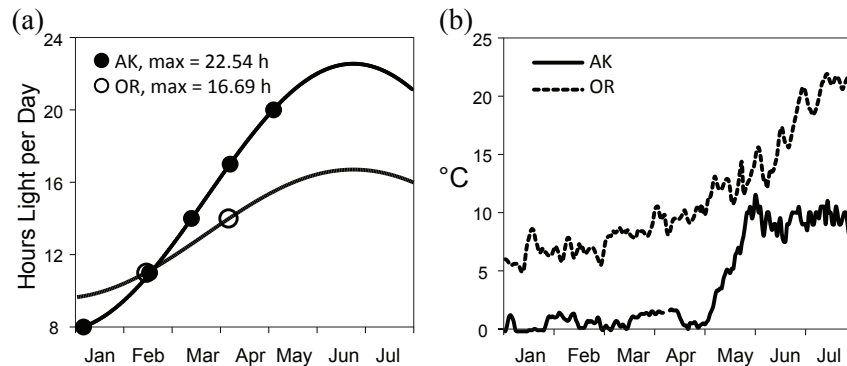 (a)
24
AK, max = 22.54 h
OR, max = 16.69 h
20
16
12
8
Hours Light per Day
Jan Feb Mar Apr May Jun Jul
(b)
25
AK
OR
20
15
°C
10
5
0
Jan Feb Mar Apr May Jun Jul